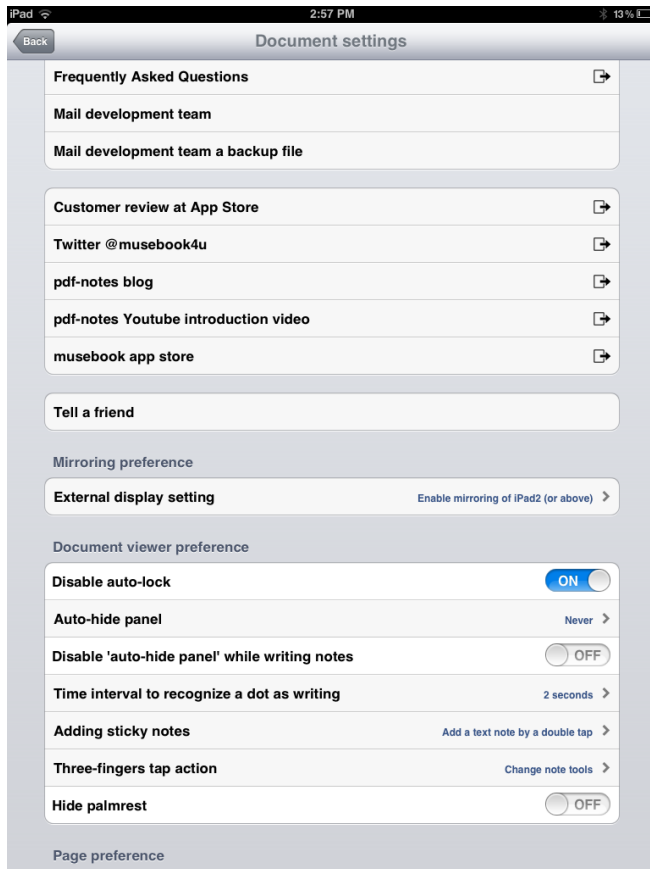 iPad 2:57 PM 13%
Back Document settings
Frequently Asked Questions
Mail development team
Mail development team a backup file
Customer review at App Store
Twitter @musebook4u
pdf-notes blog
pdf-notes Youtube introduction video
musebook app store
Tell a friend
Mirroring preference
External display setting Enable mirroring of iPad2 (or above)
Document viewer preference
Disable auto-lock ON
Auto-hide panel Never
Disable 'auto-hide panel' while writing notes OFF
Time interval to recognize a dot as writing 2 seconds
Adding sticky notes Add a text note by a double tap
Three-fingers tap action Change note tools
Hide palmrest OFF
Page preference